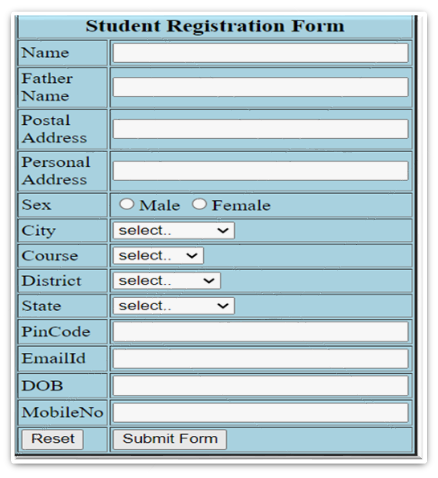 Student Registration Form
Name
Father
Name
Postal
Address
Personal
Address
Sex Male Female
City select..
Course select..
District select..
State select..
PinCode
EmailId
DOB
MobileNo
Reset Submit Form